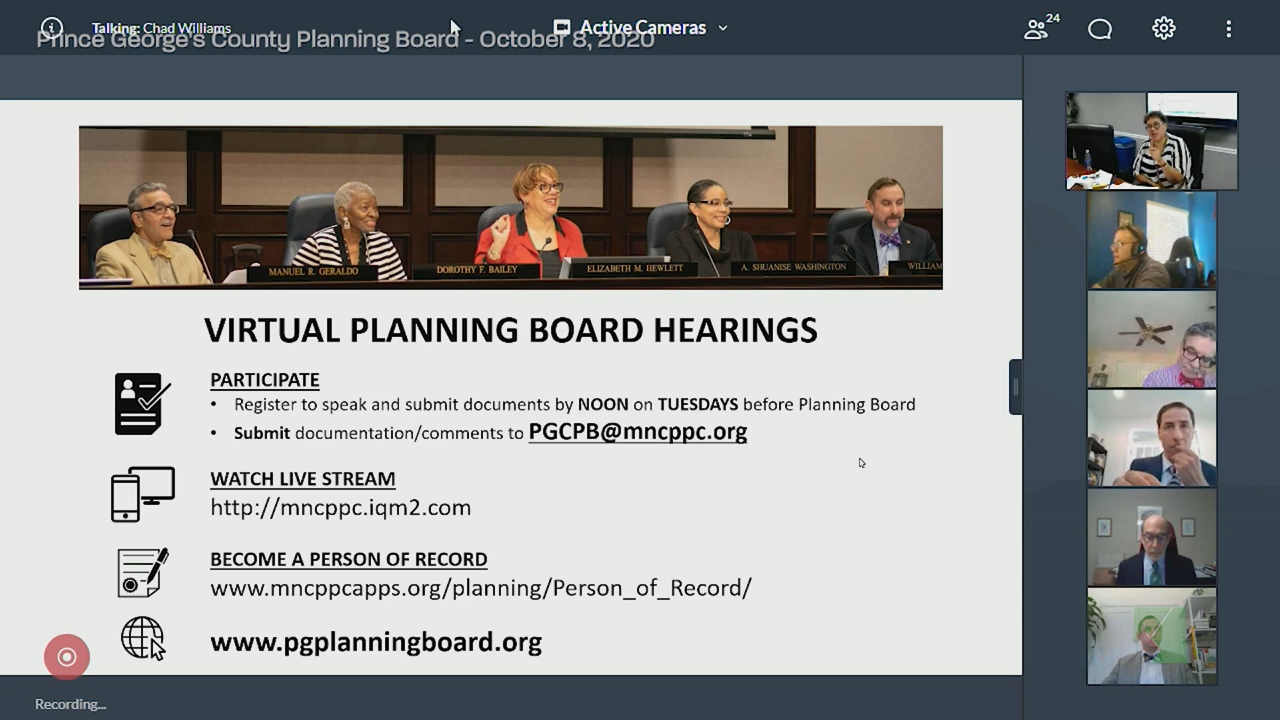 Talking: Chad Williams
Active Cameras
24
Prince George's County Planning Board - October 8, 2020
MANUEL R. GERALDO
DOROTHY F. BAILEY
ELIZABETH M. HEWLETT
A. SHUANISE WASHINGTON
WILLIAM
VIRTUAL PLANNING BOARD HEARINGS
PARTICIPATE
• Register to speak and submit documents by NOON on TUESDAYS before Planning Board
• Submit documentation/comments to PGCPB@mncppc.org
WATCH LIVE STREAM
http://mncppc.iqm2.com
BECOME A PERSON OF RECORD
www.mncppcapps.org/planning/Person_of_Record/
www.pgplanningboard.org
Recording...